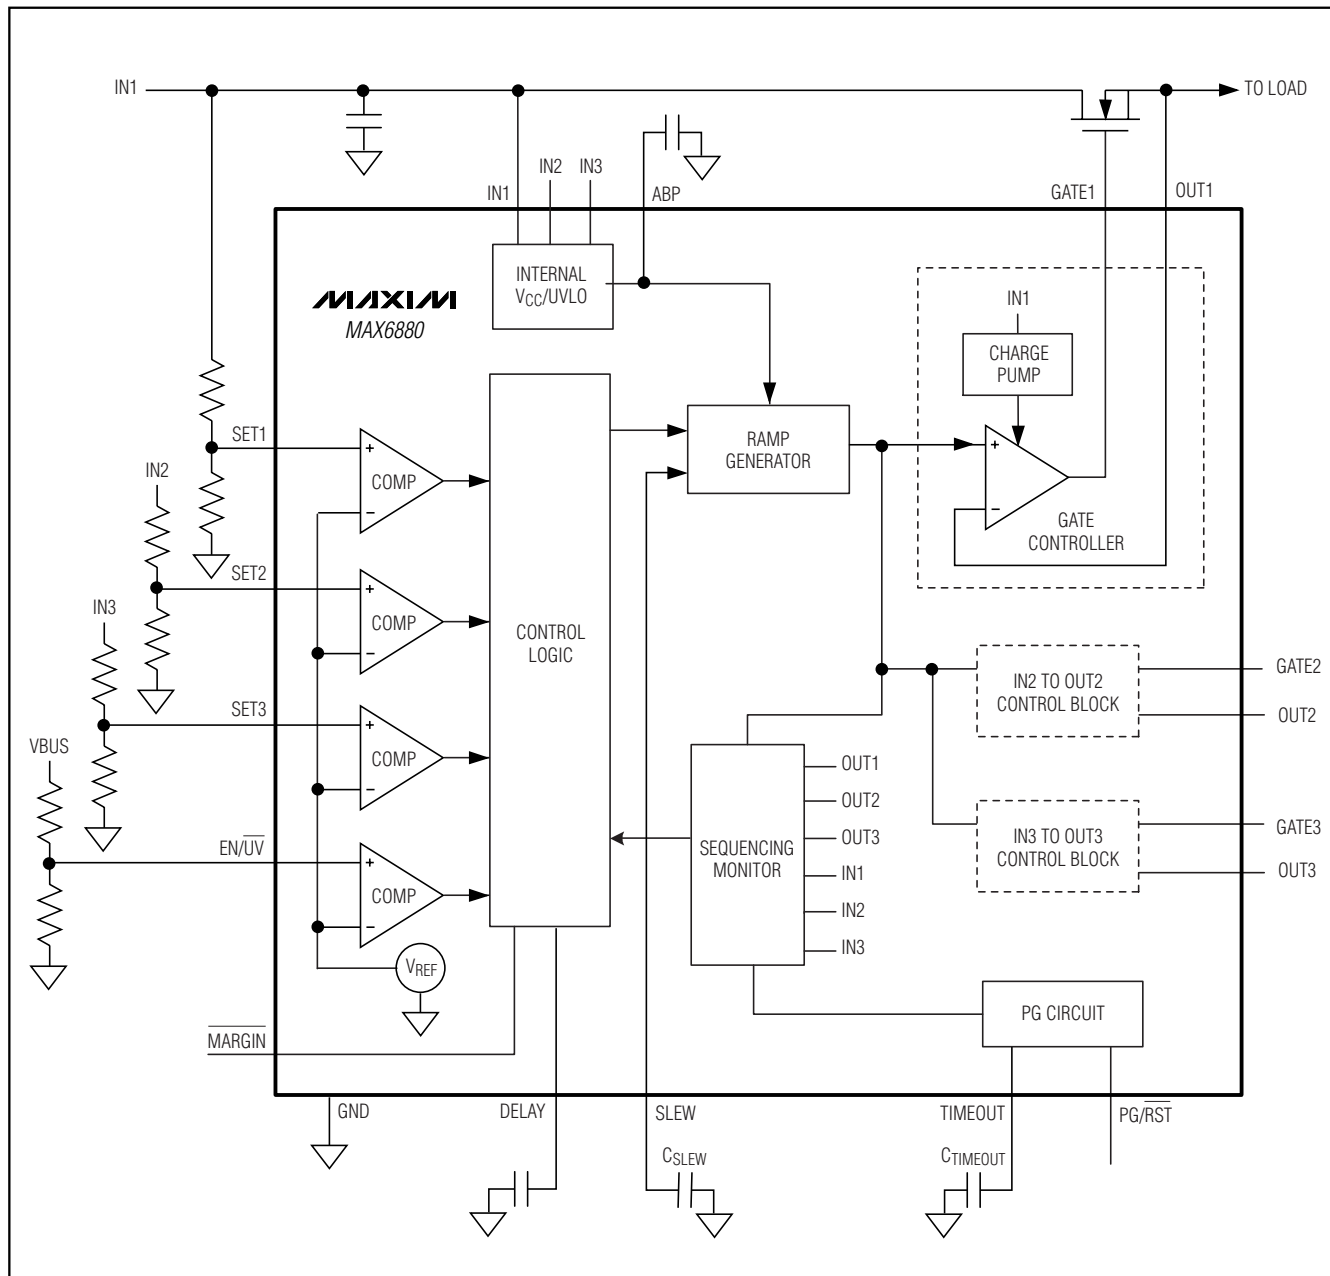 IN1
TO LOAD
IN2
IN3
IN1
ABP
GATE1
OUT1
INTERNAL
VCC/UVLO
MAXIM
MAX6880
IN1
CHARGE
PUMP
RAMP
GENERATOR
SET1
+
COMP
−
+
−
GATE
CONTROLLER
IN2
SET2
+
COMP
−
CONTROL
LOGIC
IN3
SET3
+
COMP
−
IN2 TO OUT2
CONTROL BLOCK
GATE2
OUT2
VBUS
EN/UV
+
COMP
−
SEQUENCING
MONITOR
OUT1
OUT2
OUT3
IN1
IN2
IN3
IN3 TO OUT3
CONTROL BLOCK
GATE3
OUT3
VREF
PG CIRCUIT
MARGIN
GND
DELAY
SLEW
TIMEOUT
PG/RST
CSLEW
CTIMEOUT